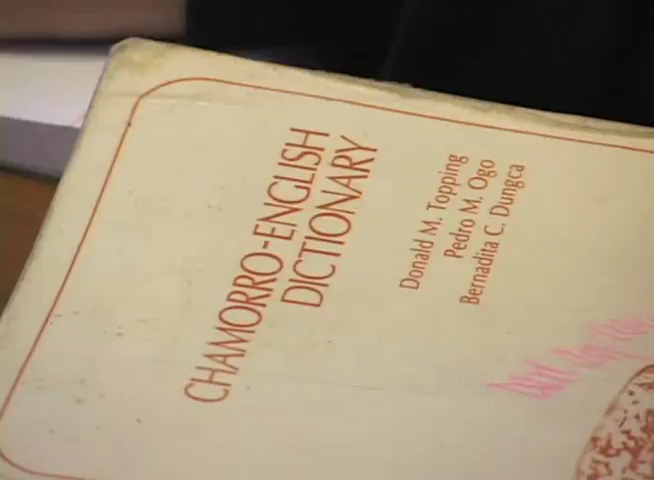 CHAMORRO-ENGLISH
DICTIONARY
Donald M. Topping
Pedro M. Ogo
Bernadita C. Dungca